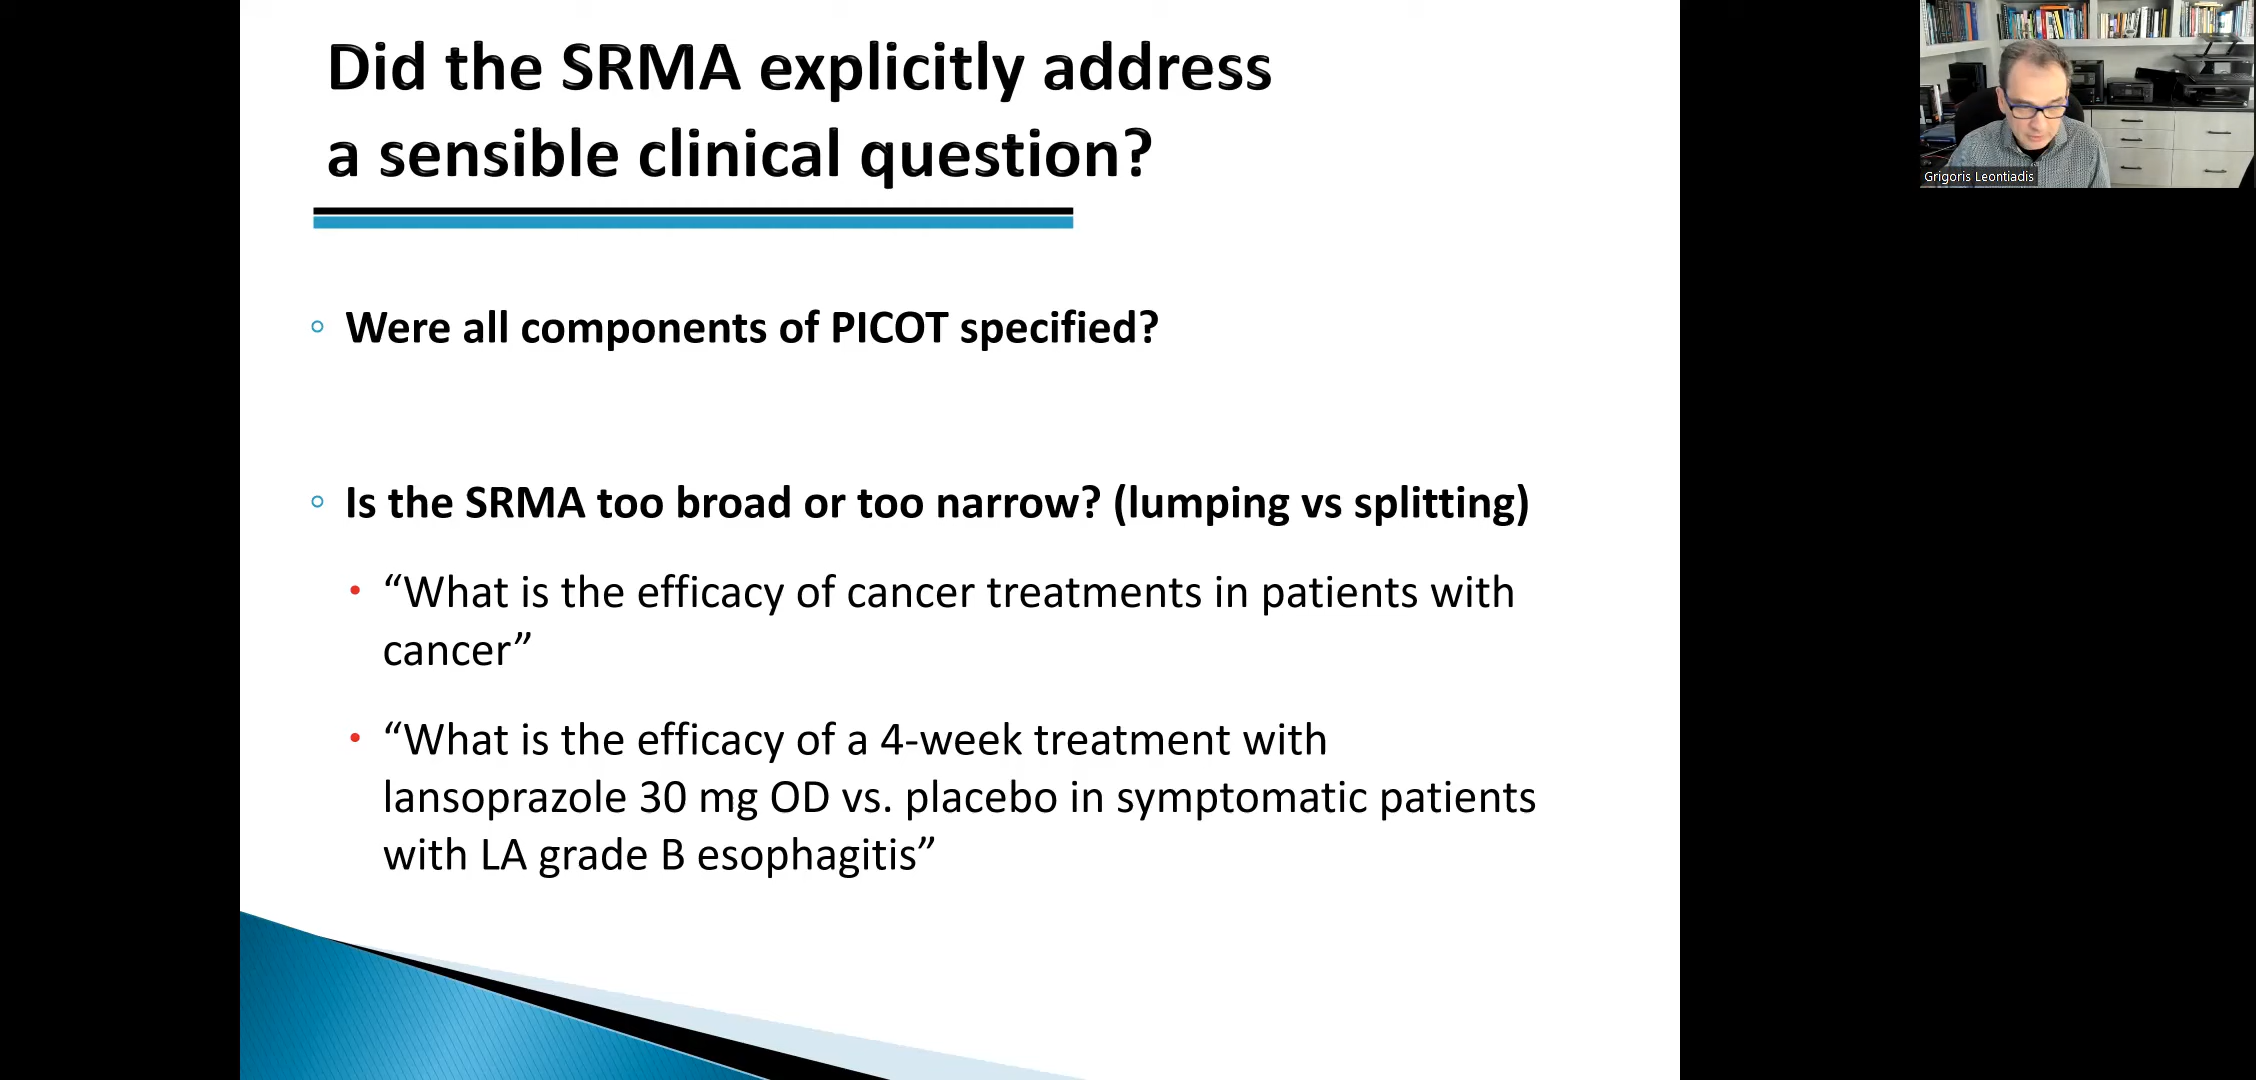 Did the SRMA explicitly address
a sensible clinical question?
Were all components of PICOT specified?
Is the SRMA too broad or too narrow? (lumping vs splitting)
“What is the efficacy of cancer treatments in patients with
cancer”
“What is the efficacy of a 4-week treatment with
lansoprazole 30 mg OD vs. placebo in symptomatic patients
with LA grade B esophagitis”
Grigoris Leontiadis